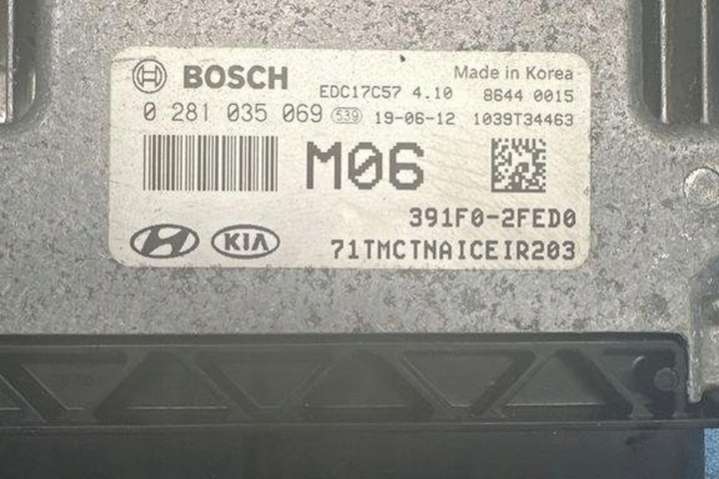 BOSCH EDC17C57 4.10 Made in Korea
8644 0015
0 281 035 069 539 19-06-12 1039T34463
M06
391F0-2FED0
KIA 71TMCTNAICEIR203